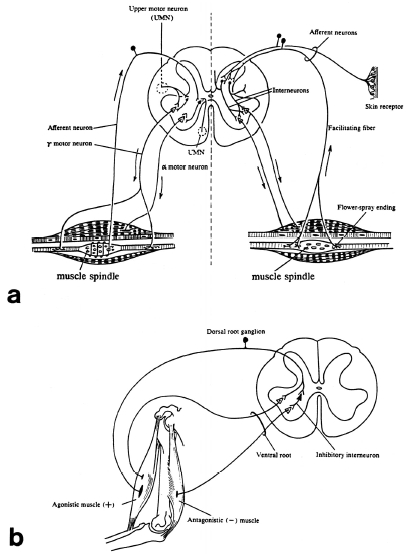 Upper motor neuron
(UMN)
Afferent neurons
Interneurons
Skin receptor
Afferent neuron
Facilitating fiber
γ motor neuron
UMN
α motor neuron
Flower-spray ending
muscle spindle
muscle spindle
a
Dorsal root ganglion
Ventral root
Inhibitory interneuron
Agonistic muscle (+)
Antagonistic (−) muscle
b